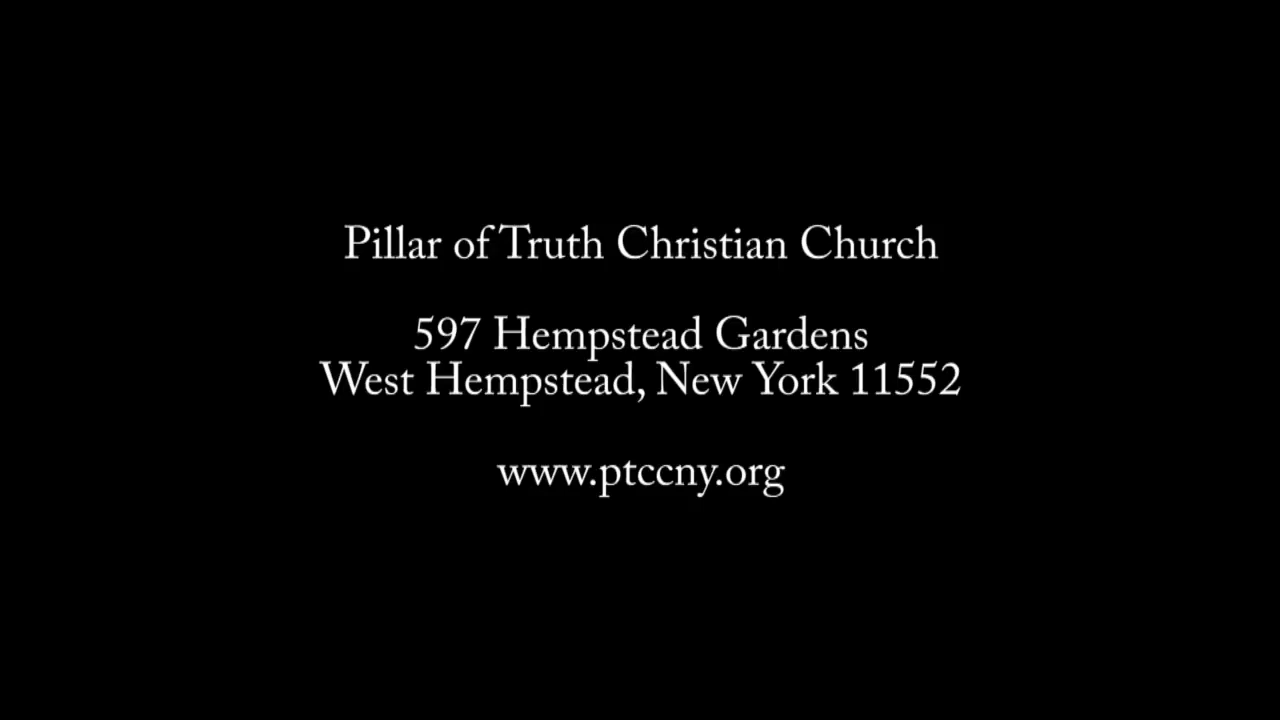 Pillar of Truth Christian Church
597 Hempstead Gardens
West Hempstead, New York 11552
www.ptccny.org